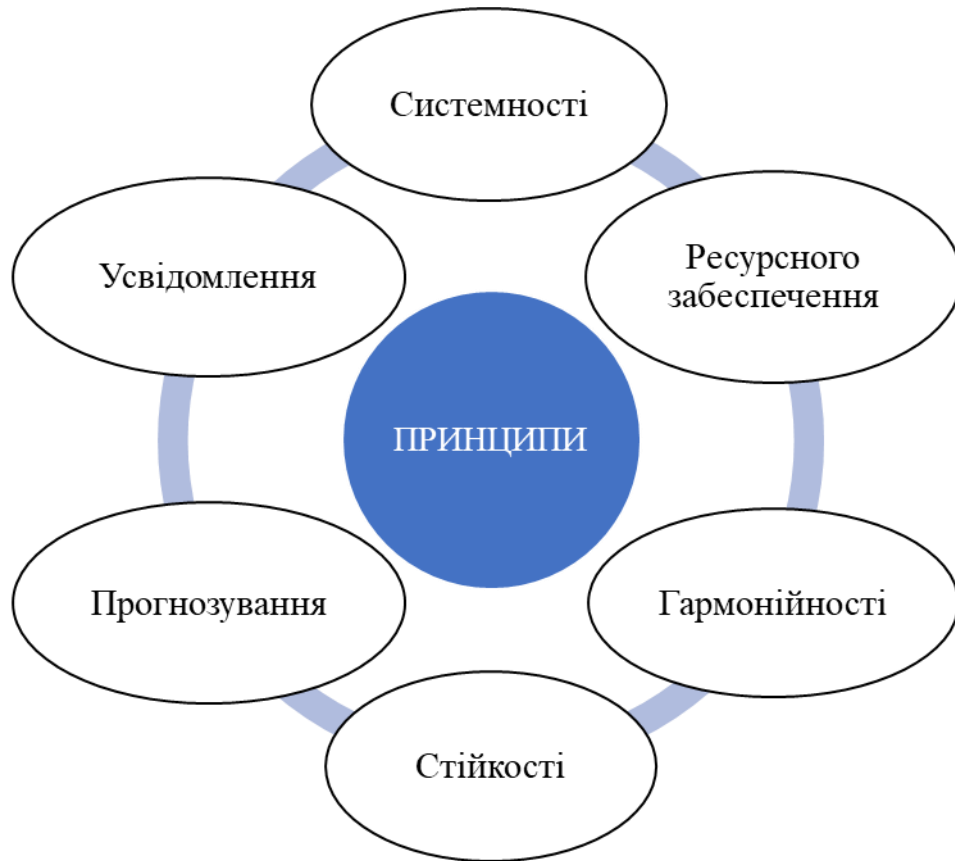 Системності
Ресурсного
забеспечення
Усвідомлення
ПРИНЦИПИ
Прогнозування
Гармонійності
Стійкості